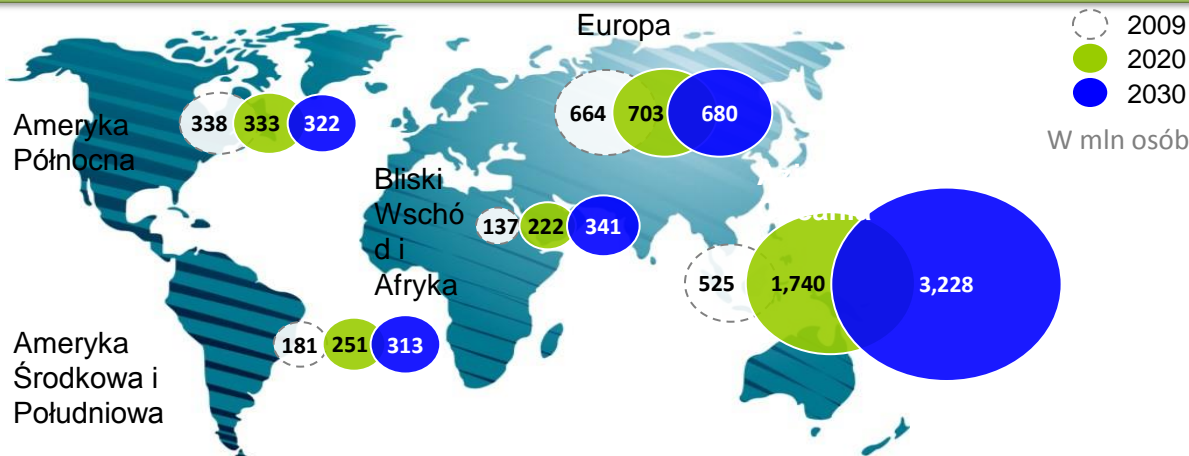 Europa
2009
2020
2030
W mln osób
Ameryka
Północna
338 333 322
664 703 680
Bliski
Wschó
d i
Afryka
137 222 341
525 1,740 3,228
Ameryka
Środkowa i
Południowa
181 251 313